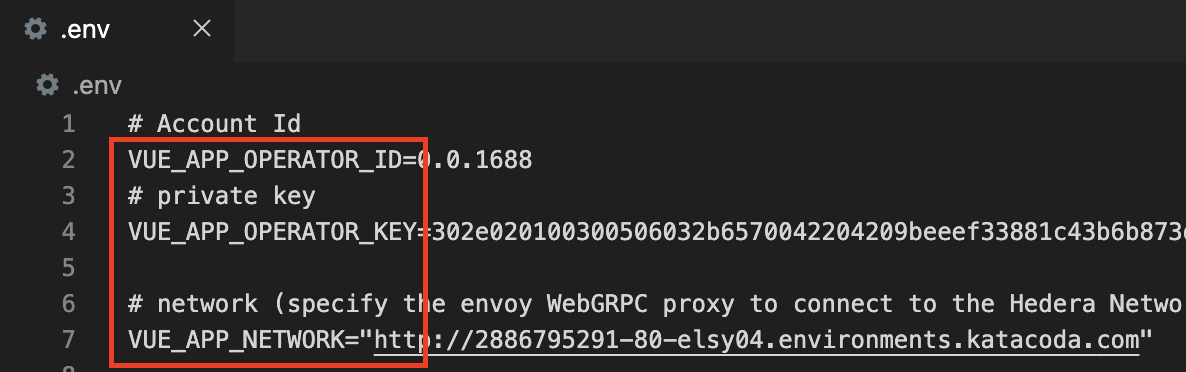 .env
.env
1 # Account Id
2 VUE_APP_OPERATOR_ID=0.0.1688
3 # private key
4 VUE_APP_OPERATOR_KEY=302e020100300506032b6570042204209beeef33881c43b6b873
5
6 # network (specify the envoy WebGRPC proxy to connect to the Hedera Netwo
7 VUE_APP_NETWORK="http://2886795291-80-elsy04.environments.katacoda.com"